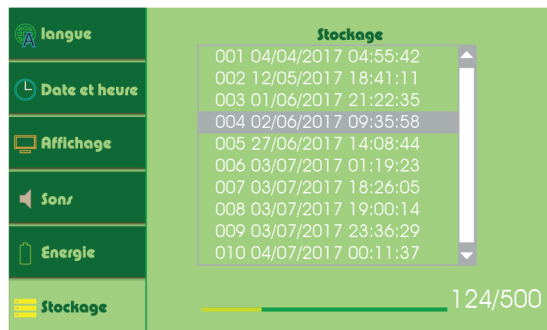 langue
Date et heure
Affichage
Sons
Énergie
Stockage
Stockage
001 04/04/2017 04:55:42
002 12/05/2017 18:41:11
003 01/06/2017 21:22:35
004 02/06/2017 09:35:58
005 27/06/2017 14:08:44
006 03/07/2017 01:19:23
007 03/07/2017 18:26:05
008 03/07/2017 19:00:14
009 03/07/2017 23:36:29
010 04/07/2017 00:11:37
124/500